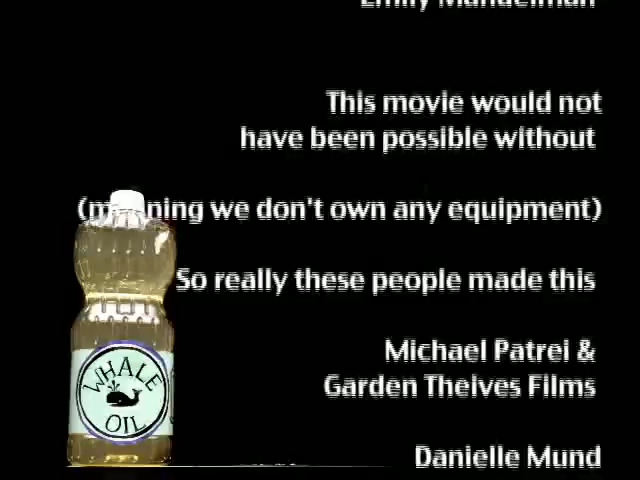 This movie would not
have been possible without
(meaning we don't own any equipment)
So really these people made this
Michael Patrei &
Garden Theives Films
Danielle Mund
WHALE
OIL